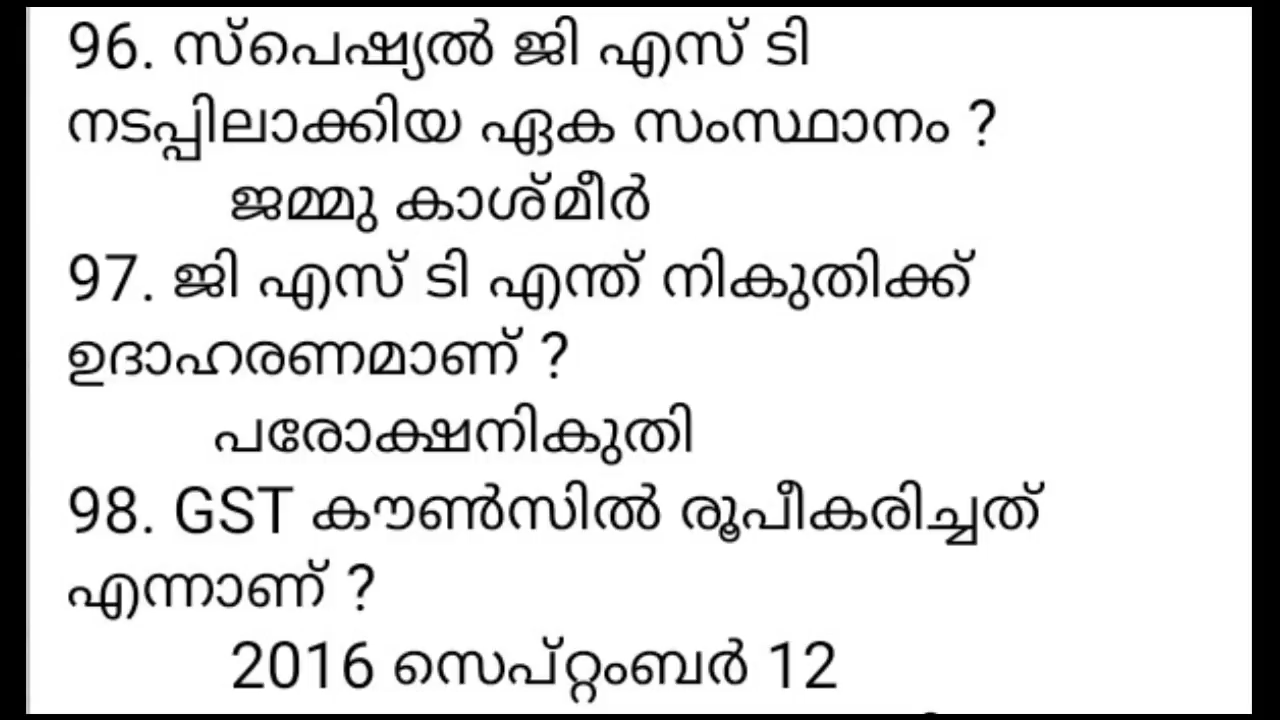 96. സ്പെഷ്യൽ ജി എസ് ടി
നടപ്പിലാക്കിയ ഏക സംസ്ഥാനം ?
ജമ്മു കാശ്മീർ
97. ജി എസ് ടി എന്ത് നികുതിക്ക്
ഉദാഹരണമാണ് ?
പരോക്ഷനികുതി
98. GST കൗൺസിൽ രൂപീകരിച്ചത്
എന്നാണ് ?
2016 സെപ്റ്റംബർ 12